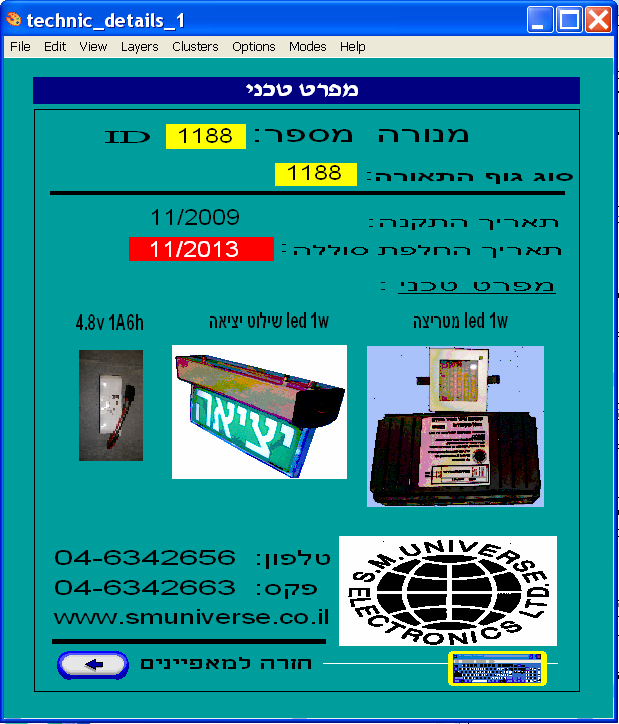 technic_details_1
File Edit View Layers Clusters Options Modes Help
מפרט טכני
מנורה מספר: 1188 ID
סוג גוף התאורה: 1188
תאריך התקנה: 11/2009
תאריך החלפת סוללה: 11/2013
מפרט טכני :
מטריצה led 1w
שילוט יציאה led 1w
4.8v 1A6h
יציאה
טלפון: 04-6342656
פקס: 04-6342663
www.smuniverse.co.il
S.M.UNIVERSE'D. ELECTRONICS LTD.
חזרה למאפיינים